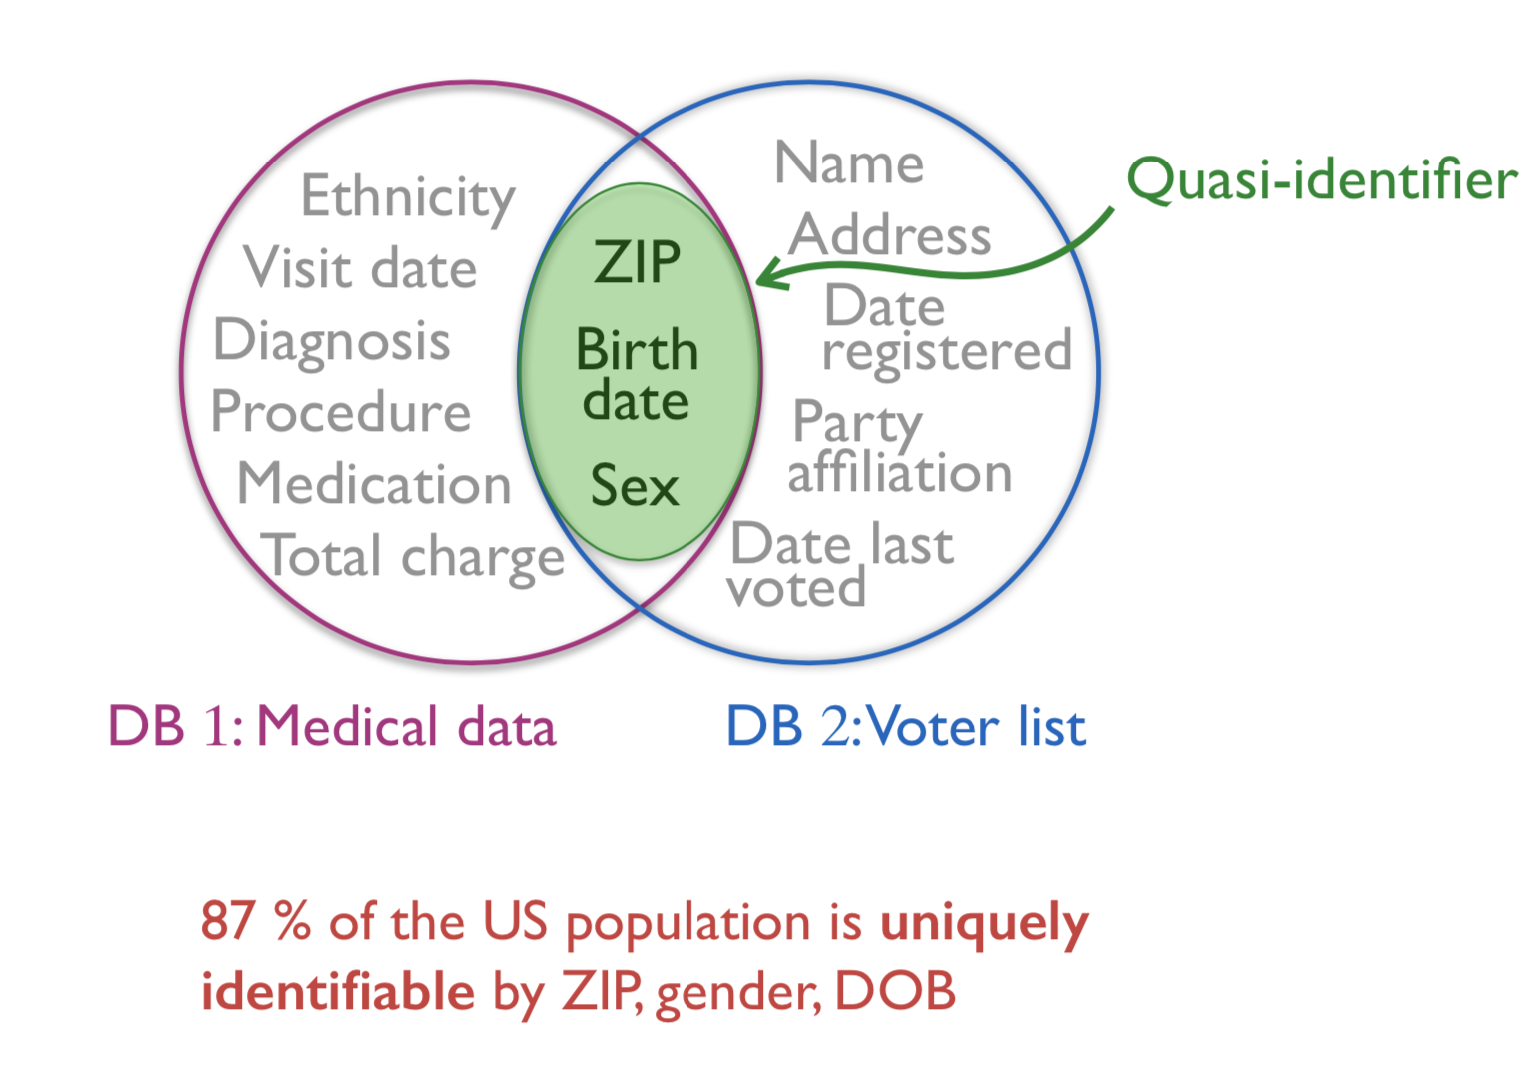 Ethnicity
Visit date
Diagnosis
Procedure
Medication
Total charge
ZIP
Birth
date
Sex
Name
Address
Date
registered
Party
affiliation
Date last
voted
Quasi-identifier
DB 1: Medical data
DB 2: Voter list
87 % of the US population is uniquely
identifiable by ZIP, gender, DOB